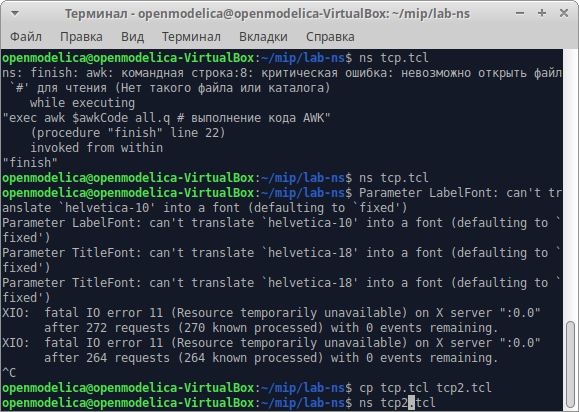 Терминал - openmodelica@openmodelica-VirtualBox: ~/mip/lab-ns
Файл Правка Вид Терминал Вкладки Справка
openmodelica@openmodelica-VirtualBox:~/mip/lab-ns$ ns tcp.tcl
ns: finish: awk: командная строка:8: критическая ошибка: невозможно открыть файл
 `#' для чтения (Нет такого файла или каталога)
    while executing
"exec awk $awkCode all.q # выполнение кода AWK"
    (procedure "finish" line 22)
    invoked from within
"finish"
openmodelica@openmodelica-VirtualBox:~/mip/lab-ns$ ns tcp.tcl
openmodelica@openmodelica-VirtualBox:~/mip/lab-ns$ Parameter LabelFont: can't tr
anslate `helvetica-10' into a font (defaulting to `fixed')
Parameter LabelFont: can't translate `helvetica-10' into a font (defaulting to `
fixed')
Parameter TitleFont: can't translate `helvetica-18' into a font (defaulting to `
fixed')
Parameter TitleFont: can't translate `helvetica-18' into a font (defaulting to `
fixed')
XIO:  fatal IO error 11 (Resource temporarily unavailable) on X server ":0.0"
      after 272 requests (270 known processed) with 0 events remaining.
XIO:  fatal IO error 11 (Resource temporarily unavailable) on X server ":0.0"
      after 264 requests (264 known processed) with 0 events remaining.
^C
openmodelica@openmodelica-VirtualBox:~/mip/lab-ns$ cp tcp.tcl tcp2.tcl
openmodelica@openmodelica-VirtualBox:~/mip/lab-ns$ ns tcp2.tcl